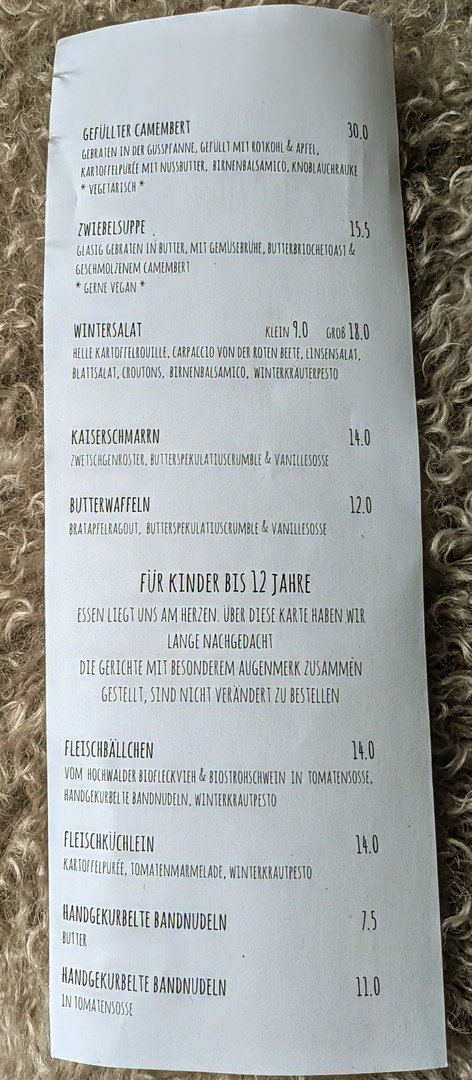 GEFÜLLTER CAMEMBERT 30.0
GEBRATEN IN DER GUSSPFANNE, GEFÜLLT MIT ROTKOHL & APFEL,
KARTOFFELPURÉE MIT NUSSBUTTER, BIRNENBALSAMICO, KNOBLAUCHRAUKE
* VEGETARISCH *
ZWIEBELSUPPE 15.5
GLASIG GEBRATEN IN BUTTER, MIT GEMÜSEBRÜHE, BUTTERBRIOCHETOAST &
GESCHMOLZENEM CAMEMBERT
* GERNE VEGAN *
WINTERSALAT KLEIN 9.0 GROß 18.0
HELLE KARTOFFELROUILLE, CARPACCIO VON DER ROTEN BEETE, LINSENSALAT,
BLATTSALAT, CROUTONS, BIRNENBALSAMICO, WINTERKRÄUTERPESTO
KAISERSCHMARRN 14.0
ZWETSCHGENROSTER, BUTTERSPEKULATIUSCRUMBLE & VANILLESOSSE
BUTTERWAFFELN 12.0
BRATAPFELRAGOUT, BUTTERSPEKULATIUSCRUMBLE & VANILLESOSSE
FÜR KINDER BIS 12 JAHRE
ESSEN LIEGT UNS AM HERZEN. ÜBER DIESE KARTE HABEN WIR
LANGE NACHGEDACHT
DIE GERICHTE MIT BESONDEREM AUGENMERK ZUSAMMEN
GESTELLT, SIND NICHT VERÄNDERT ZU BESTELLEN
FLEISCHBÄLLCHEN 14.0
VOM HOCHWALDER BIOFLECKVIEH & BIOSTROHSCHWEIN IN TOMATENSOSSE,
HANDGEKURBELTE BANDNUDELN, WINTERKRAUTPESTO
FLEISCHKÜCHLEIN 14.0
KARTOFFELPURÉE, TOMATENMARMELADE, WINTERKRAUTPESTO
HANDGEKURBELTE BANDNUDELN 7.5
BUTTER
HANDGEKURBELTE BANDNUDELN 11.0
IN TOMATENSOSSE